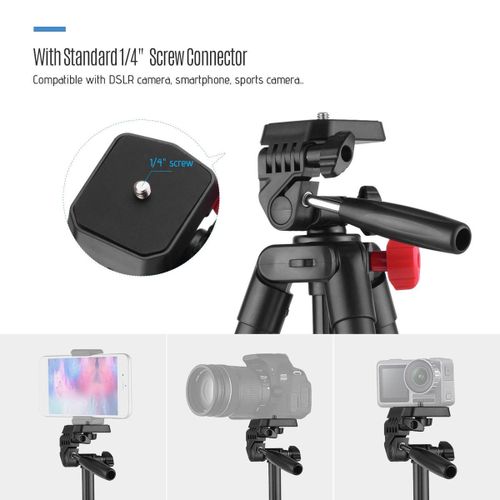 With Standard 1/4" Screw Connector
Compatible with DSLR camera, smartphone, sports camera..
1/4" screw